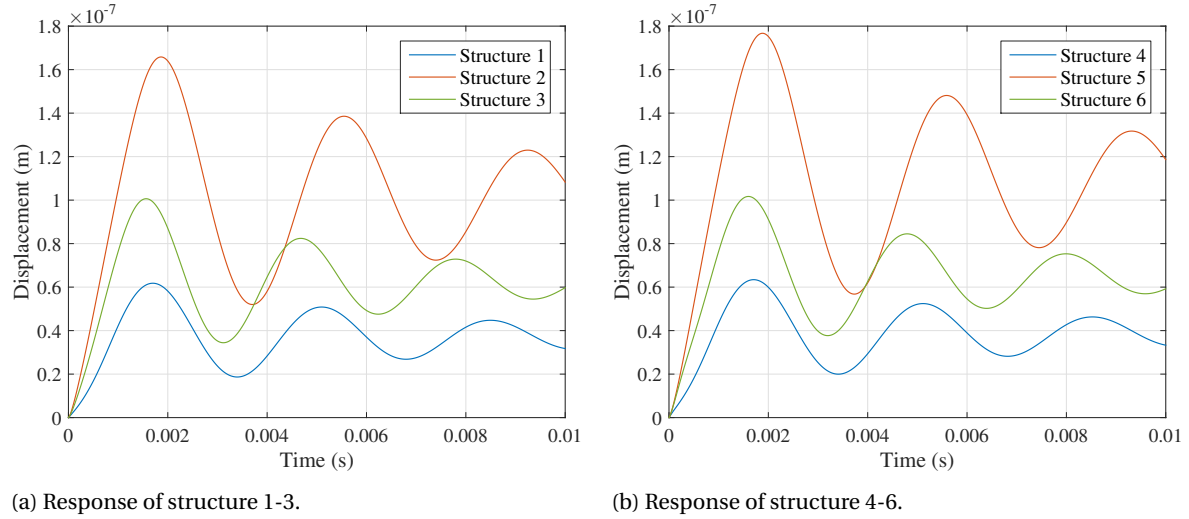 ×10⁻⁷
1.8
1.6
1.4
1.2
1
0.8
0.6
0.4
0.2
0
Displacement (m)
Structure 1
Structure 2
Structure 3
0 0.002 0.004 0.006 0.008 0.01
Time (s)
(a) Response of structure 1-3.
×10⁻⁷
1.8
1.6
1.4
1.2
1
0.8
0.6
0.4
0.2
0
Displacement (m)
Structure 4
Structure 5
Structure 6
0 0.002 0.004 0.006 0.008 0.01
Time (s)
(b) Response of structure 4-6.